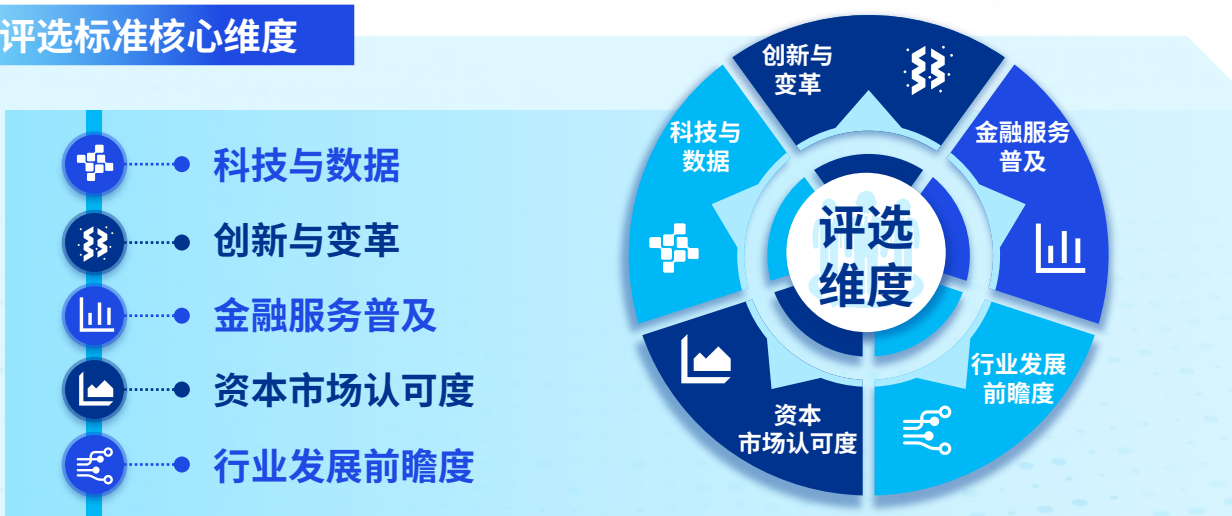 评选标准核心维度
科技与数据
创新与变革
金融服务普及
资本市场认可度
行业发展前瞻度
创新与
变革
金融服务
普及
行业发展
前瞻度
资本
市场认可度
科技与
数据
评选
维度